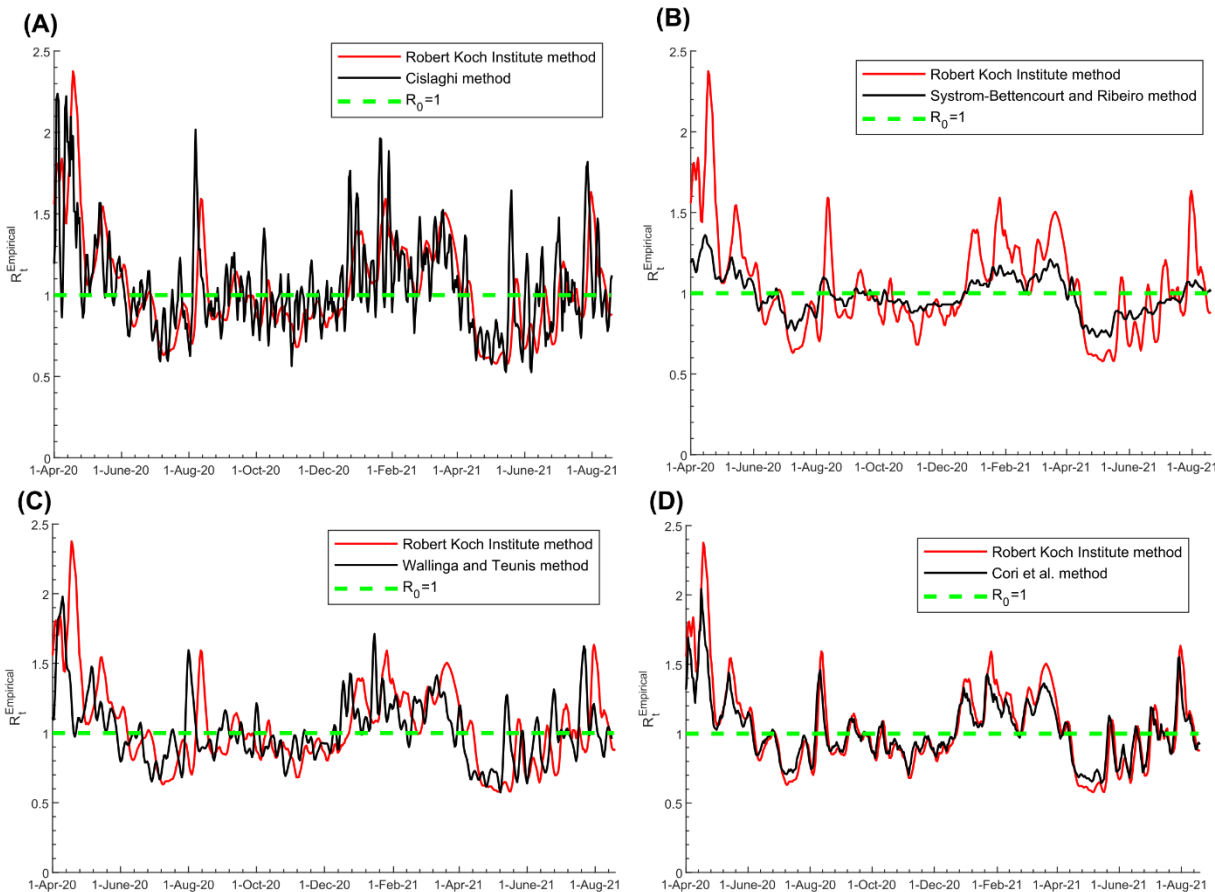 (A)
R_t^Empirical
2.5
2
1.5
1
0.5
0
Robert Koch Institute method
Cislaghi method
R_0=1
1-Apr-20 1-June-20 1-Aug-20 1-Oct-20 1-Dec-20 1-Feb-21 1-Apr-21 1-June-21 1-Aug-21
(B)
R_t^Empirical
2.5
2
1.5
1
0.5
0
Robert Koch Institute method
Systrom-Bettencourt and Ribeiro method
R_0=1
1-Apr-20 1-June-20 1-Aug-20 1-Oct-20 1-Dec-20 1-Feb-21 1-Apr-21 1-June-21 1-Aug-21
(C)
R_t^Empirical
2.5
2
1.5
1
0.5
0
Robert Koch Institute method
Wallinga and Teunis method
R_0=1
1-Apr-20 1-June-20 1-Aug-20 1-Oct-20 1-Dec-20 1-Feb-21 1-Apr-21 1-June-21 1-Aug-21
(D)
R_t^Empirical
2.5
2
1.5
1
0.5
0
Robert Koch Institute method
Cori et al. method
R_0=1
1-Apr-20 1-June-20 1-Aug-20 1-Oct-20 1-Dec-20 1-Feb-21 1-Apr-21 1-June-21 1-Aug-21